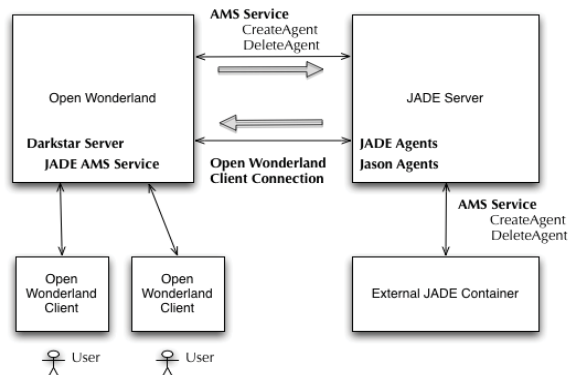 AMS Service
CreateAgent
DeleteAgent
Open Wonderland
JADE Server
Darkstar Server
JADE AMS Service
Open Wonderland
Client Connection
JADE Agents
Jason Agents
AMS Service
CreateAgent
DeleteAgent
Open
Wonderland
Client
Open
Wonderland
Client
External JADE Container
User
User